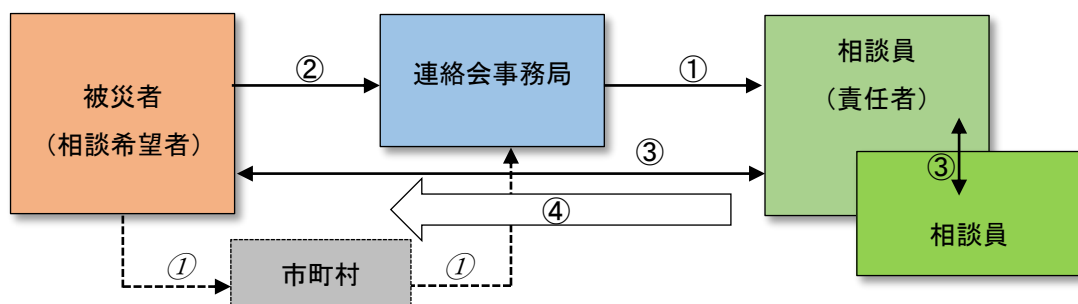 被災者
（相談希望者）
②
連絡会事務局
①
相談員
（責任者）
③
③
④
相談員
①
市町村
①